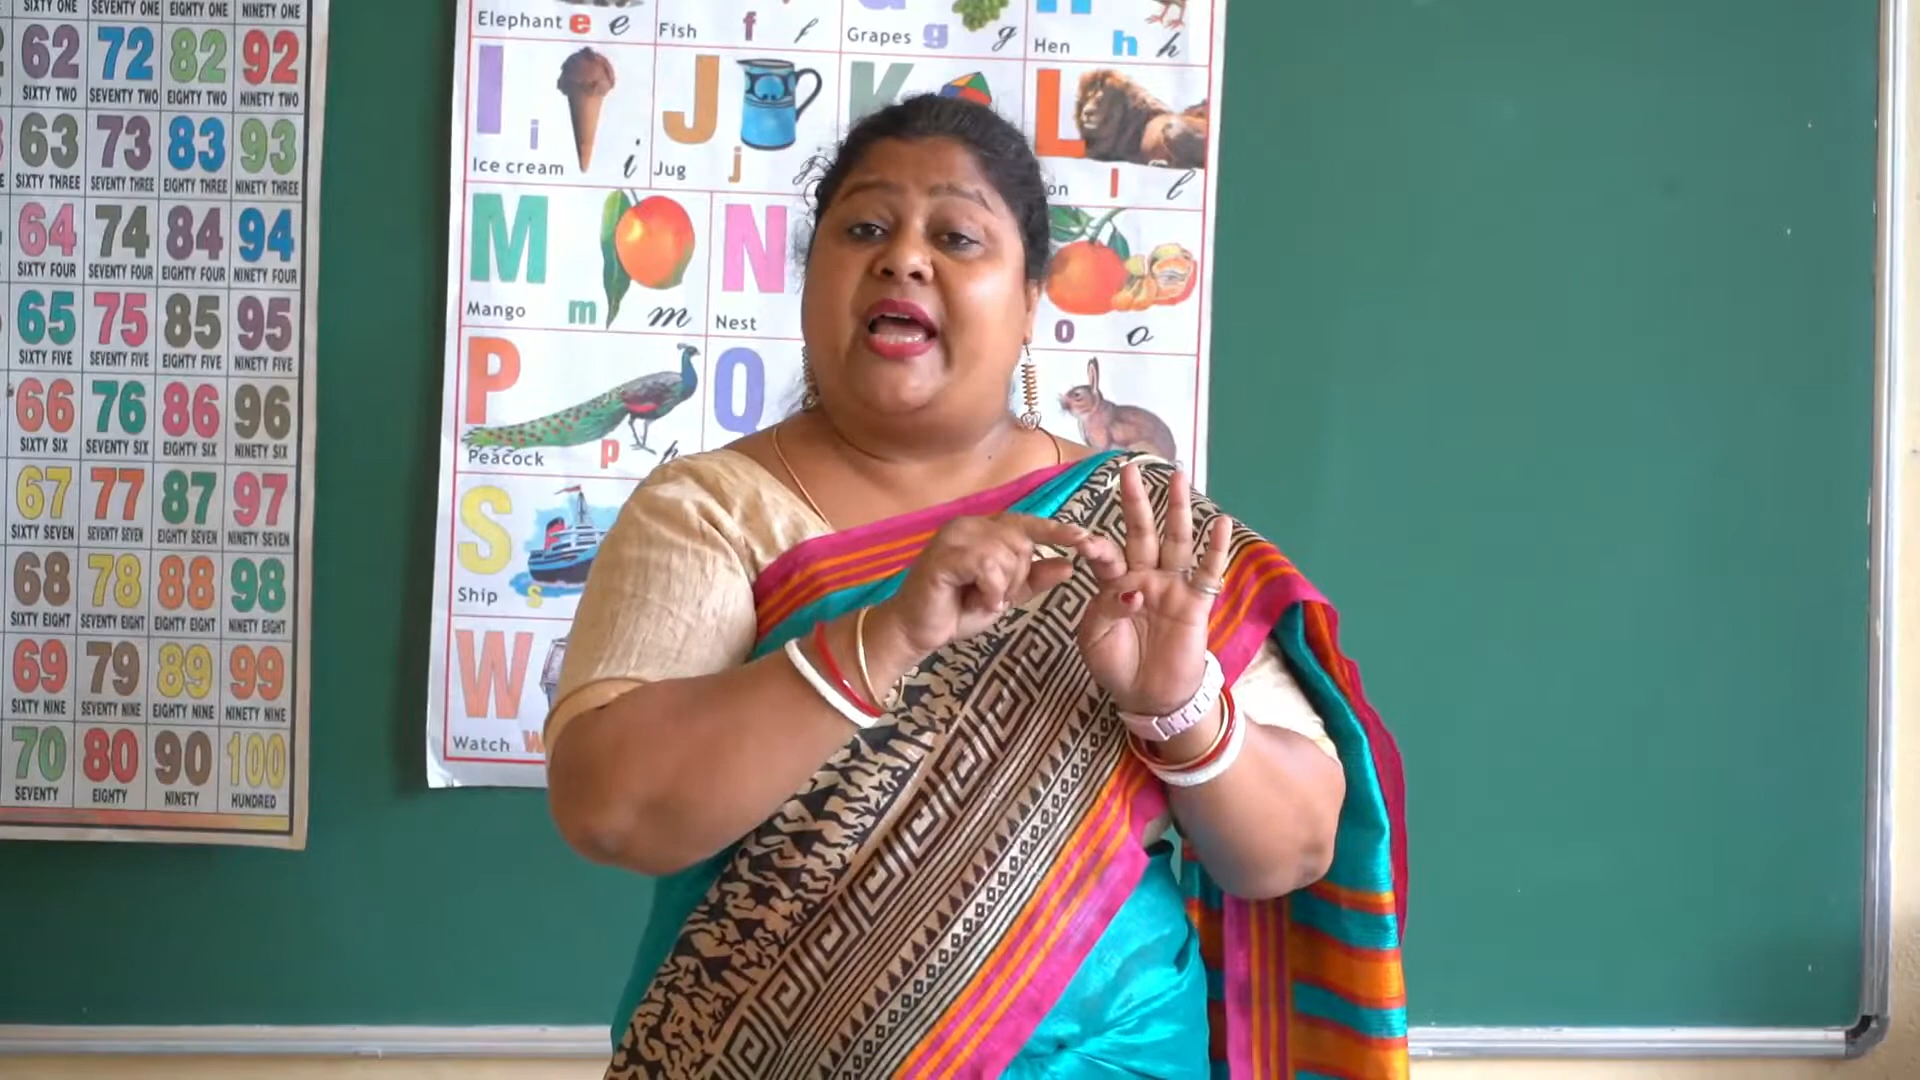 SIXTY ONE SEVENTY ONE EIGHTY ONE NINETY ONE
62 72 82 92
SIXTY TWO SEVENTY TWO EIGHTY TWO NINETY TWO
63 73 83 93
SIXTY THREE SEVENTY THREE EIGHTY THREE NINETY THREE
64 74 84 94
SIXTY FOUR SEVENTY FOUR EIGHTY FOUR NINETY FOUR
65 75 85 95
SIXTY FIVE SEVENTY FIVE EIGHTY FIVE NINETY FIVE
66 76 86 96
SIXTY SIX SEVENTY SIX EIGHTY SIX NINETY SIX
67 77 87 97
SIXTY SEVEN SEVENTY SEVEN EIGHTY SEVEN NINETY SEVEN
68 78 88 98
SIXTY EIGHT SEVENTY EIGHT EIGHTY EIGHT NINETY EIGHT
69 79 89 99
SIXTY NINE SEVENTY NINE EIGHTY NINE NINETY NINE
70 80 90 100
SEVENTY EIGHTY NINETY HUNDRED
Elephant e e Fish f f Grapes g g Hen h h
I J K L
Ice cream i i Jug j l l
M N
Mango m m Nest o o
P Q
Peacock p p
S
Ship s
W
Watch w